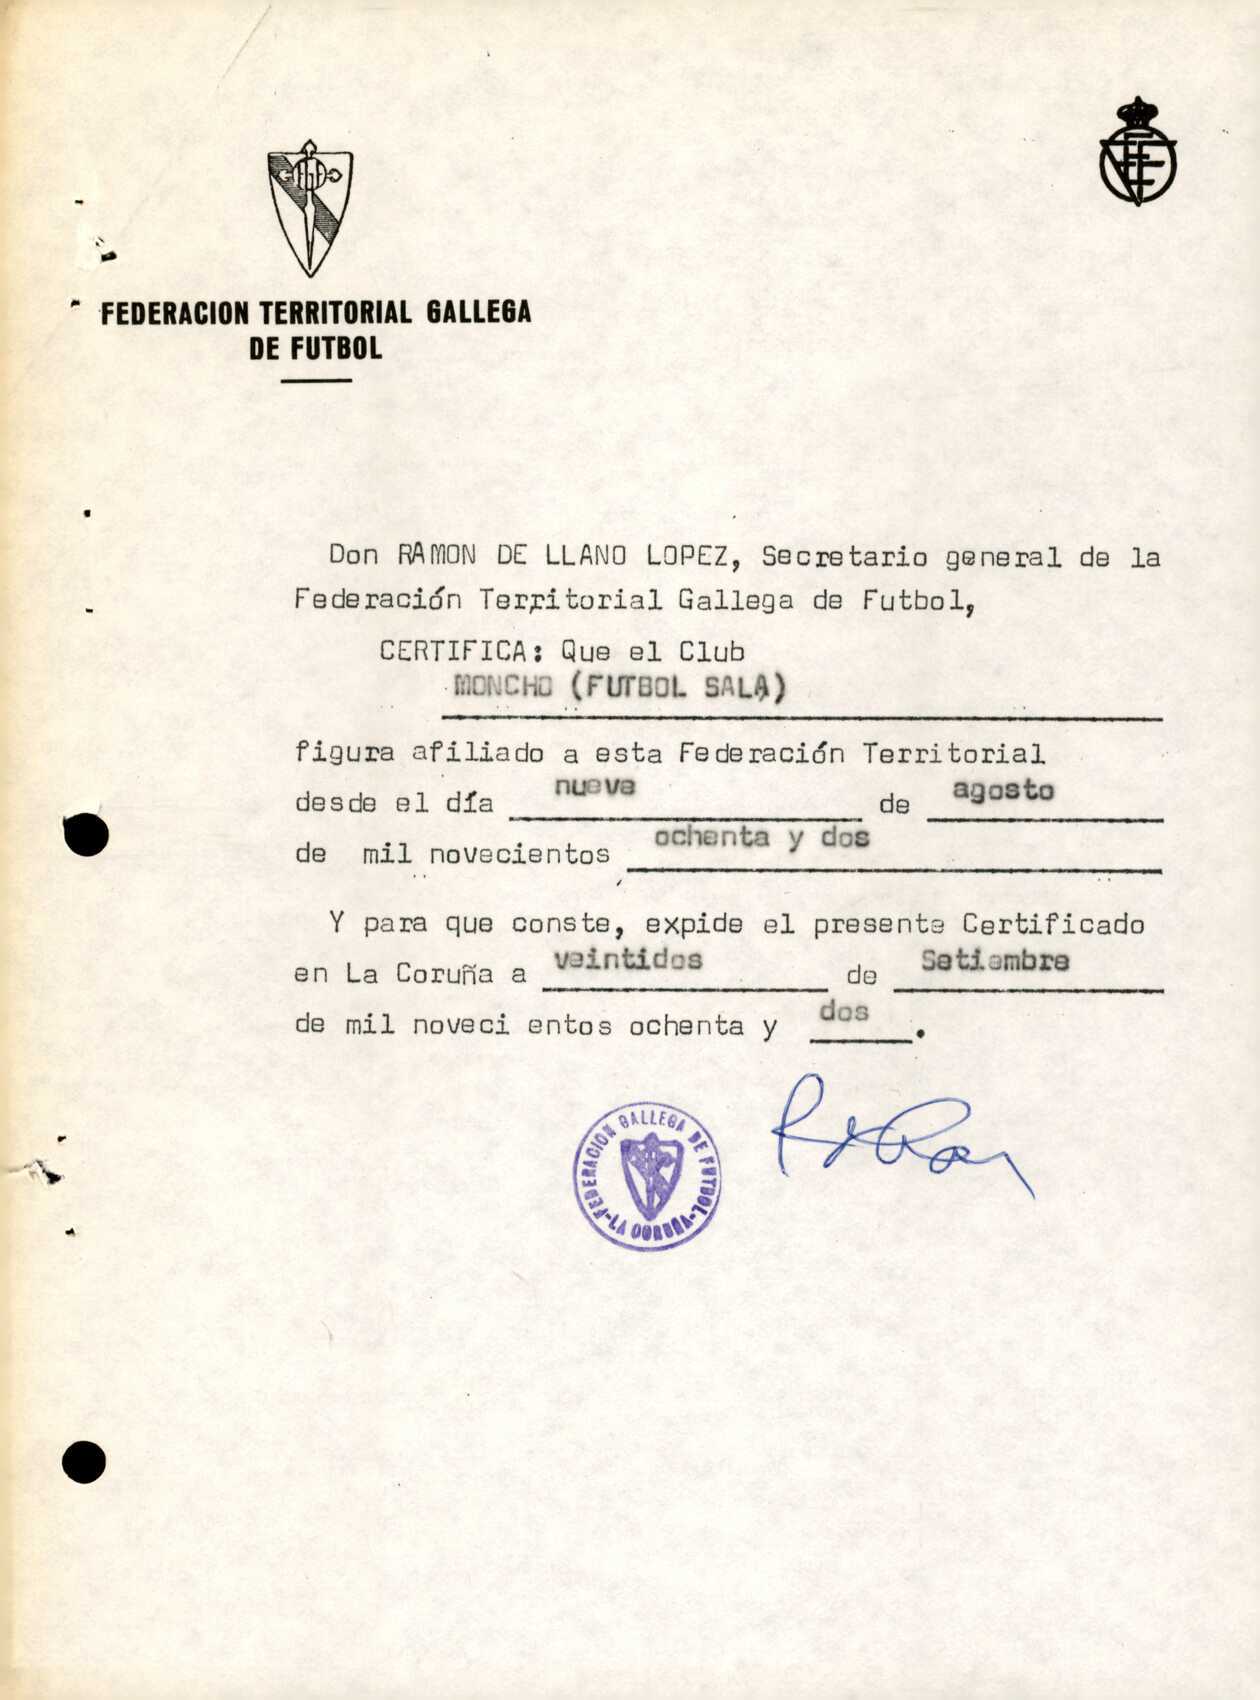 FEDERACION TERRITORIAL GALLEGA
DE FUTBOL
Don RAMON DE LLANO LOPEZ, Secretario general de la
Federación Territorial Gallega de Futbol,
CERTIFICA: Que el Club
MONCHO (FUTBOL SALA)
figura afiliado a esta Federación Territorial
desde el día nueve de agosto
de mil novecientos ochenta y dos
Y para que conste, expide el presente Certificado
en La Coruña a veintidos de Setiembre
de mil noveci entos ochenta y dos.
FEDERACION GALLEGA DE FUTBOL
-LA CORUÑA-